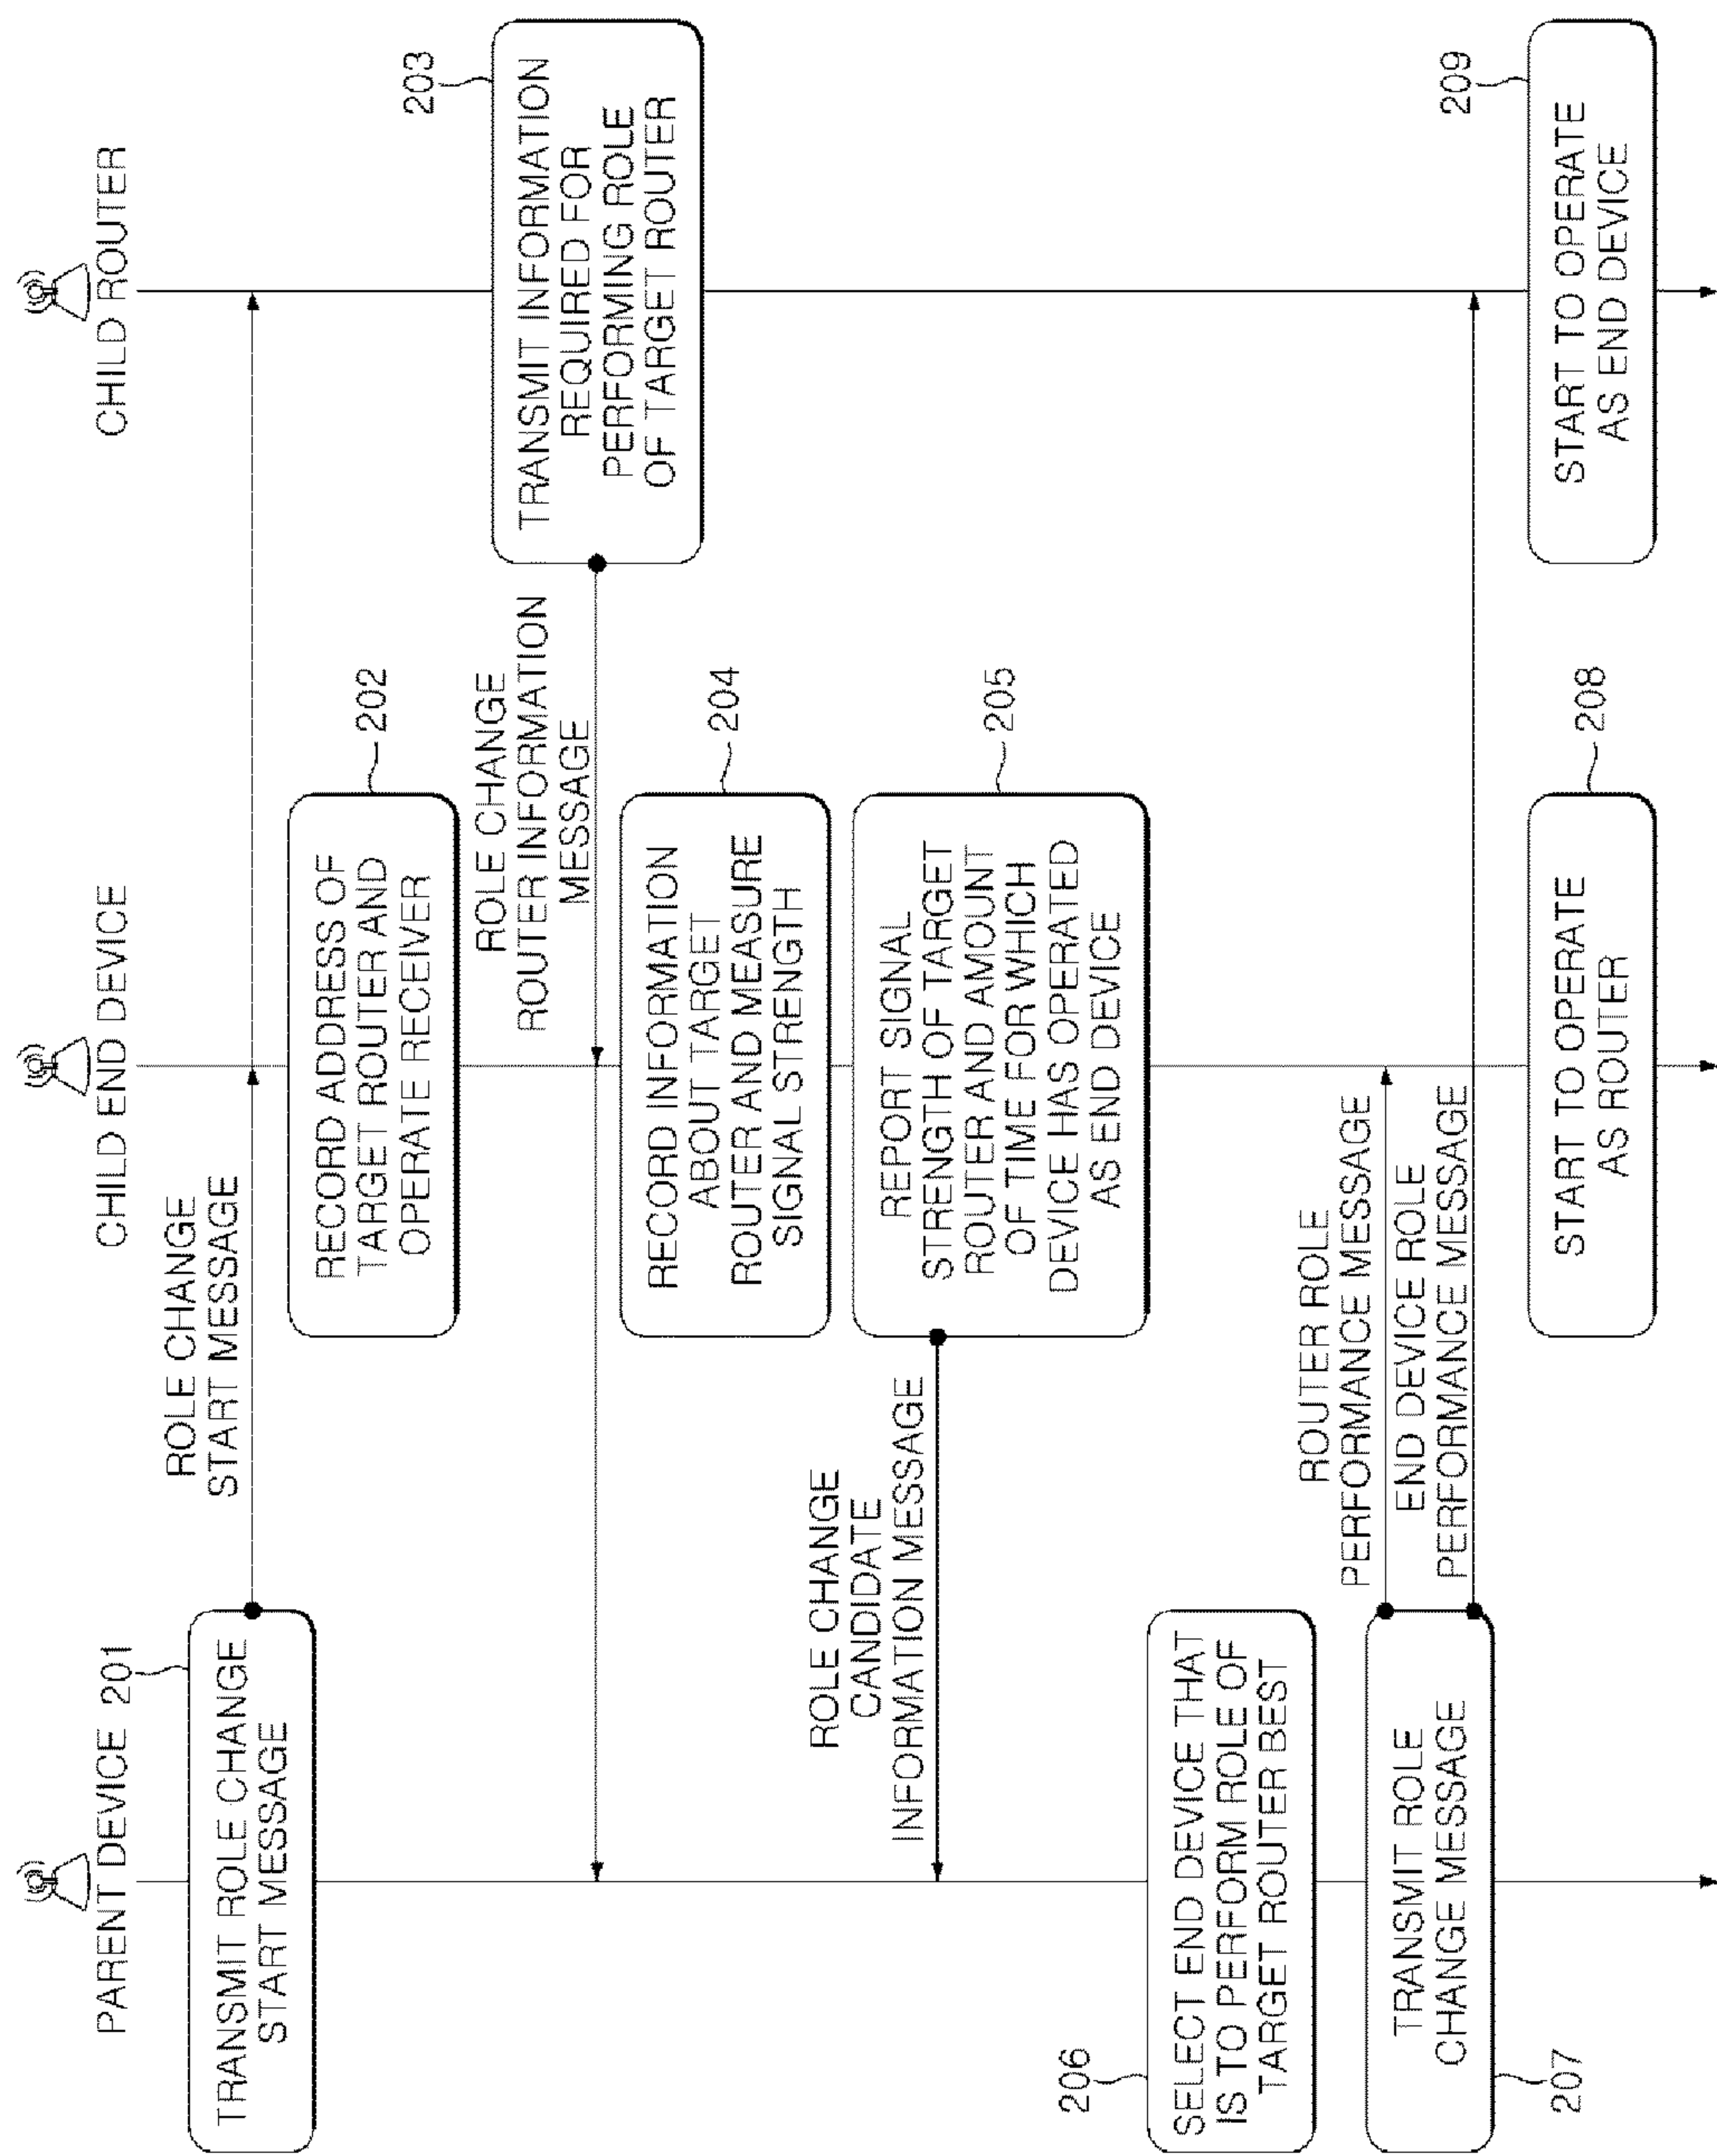 PARENT DEVICE
CHILD END DEVICE
CHILD ROUTER
201
TRANSMIT ROLE CHANGE
START MESSAGE
ROLE CHANGE
START MESSAGE
202
RECORD ADDRESS OF
TARGET ROUTER AND
OPERATE RECEIVER
203
TRANSMIT INFORMATION
REQUIRED FOR
PERFORMING ROLE
OF TARGET ROUTER
ROLE CHANGE
ROUTER INFORMATION
MESSAGE
204
RECORD INFORMATION
ABOUT TARGET
ROUTER AND MEASURE
SIGNAL STRENGTH
205
REPORT SIGNAL
STRENGTH OF TARGET
ROUTER AND AMOUNT
OF TIME FOR WHICH
DEVICE HAS OPERATED
AS END DEVICE
ROLE CHANGE
CANDIDATE
INFORMATION MESSAGE
206
SELECT END DEVICE THAT
IS TO PERFORM ROLE OF
TARGET ROUTER BEST
207
TRANSMIT ROLE
CHANGE MESSAGE
ROUTER ROLE
PERFORMANCE MESSAGE
END DEVICE ROLE
PERFORMANCE MESSAGE
208
START TO OPERATE
AS ROUTER
209
START TO OPERATE
AS END DEVICE